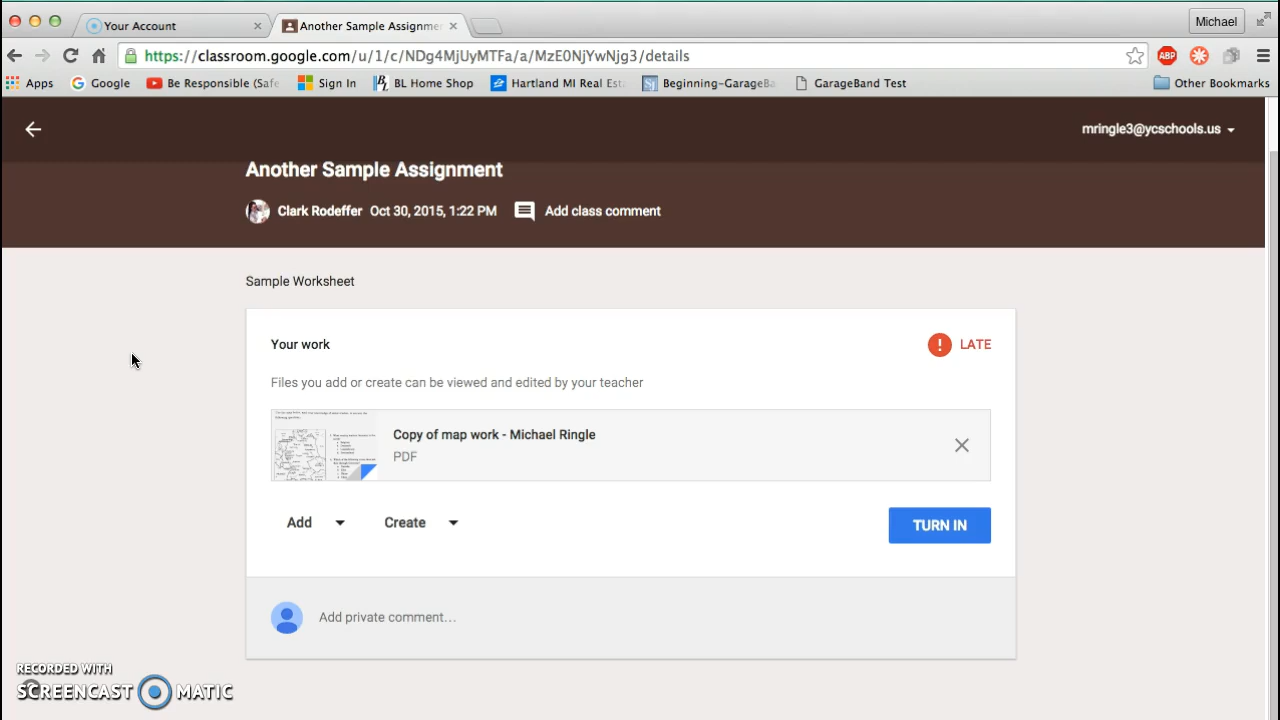 Your Account
Another Sample Assignme
Michael
https://classroom.google.com/u/1/c/NDg4MjUyMTFa/a/MzE0NjYwNjg3/details
ABP
Apps Google Be Responsible (Safe Sign In BL Home Shop Hartland MI Real Est Beginning-GarageBa GarageBand Test Other Bookmarks
mringle3@ycschools.us
Another Sample Assignment
Clark Rodeffer Oct 30, 2015, 1:22 PM Add class comment
Sample Worksheet
Your work
LATE
Files you add or create can be viewed and edited by your teacher
Copy of map work - Michael Ringle
PDF
Add Create
TURN IN
Add private comment...
RECORDED WITH
SCREENCAST MATIC